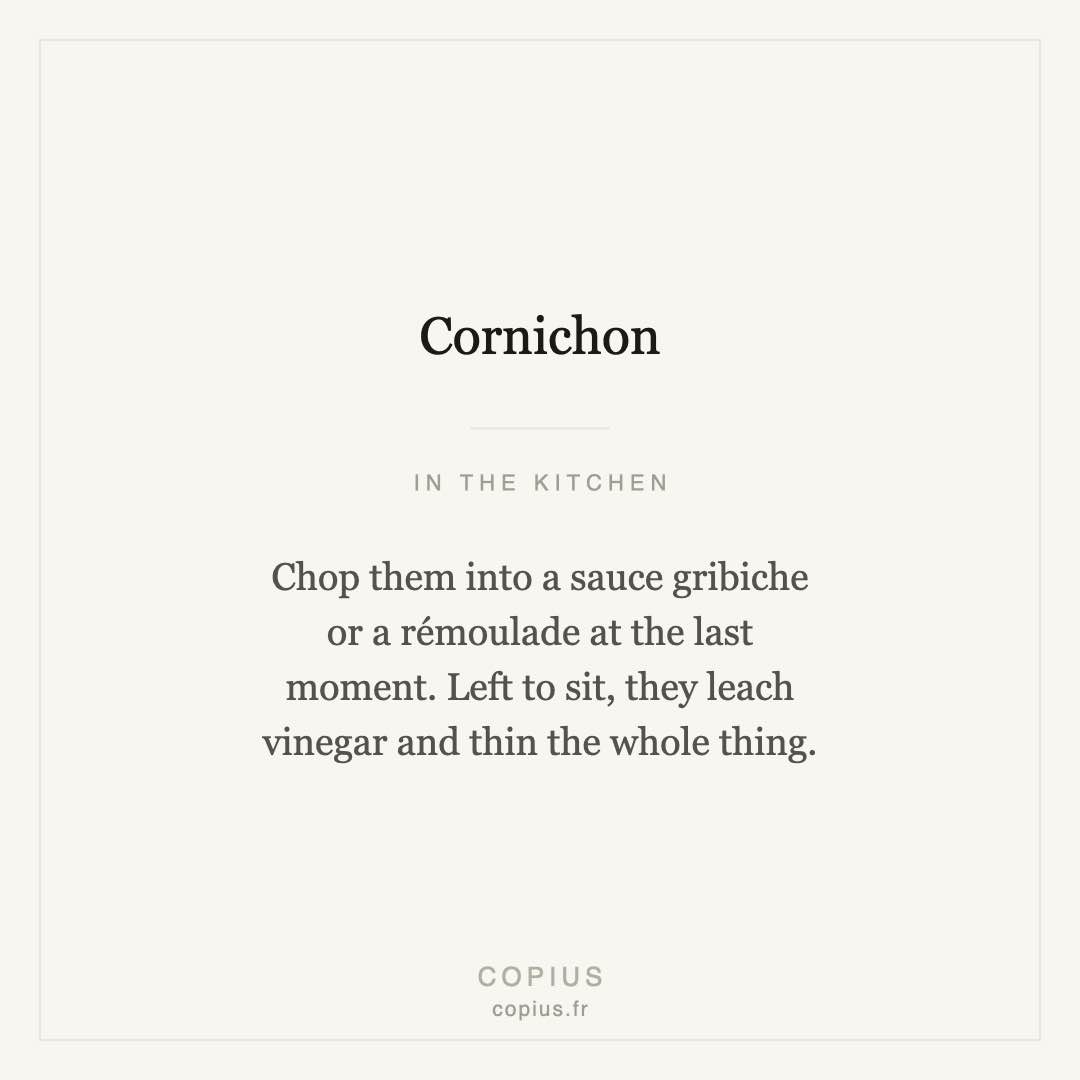 Cornichon
IN THE KITCHEN
Chop them into a sauce gribiche
or a rémoulade at the last
moment. Left to sit, they leach
vinegar and thin the whole thing.
COPIUS
copius.fr